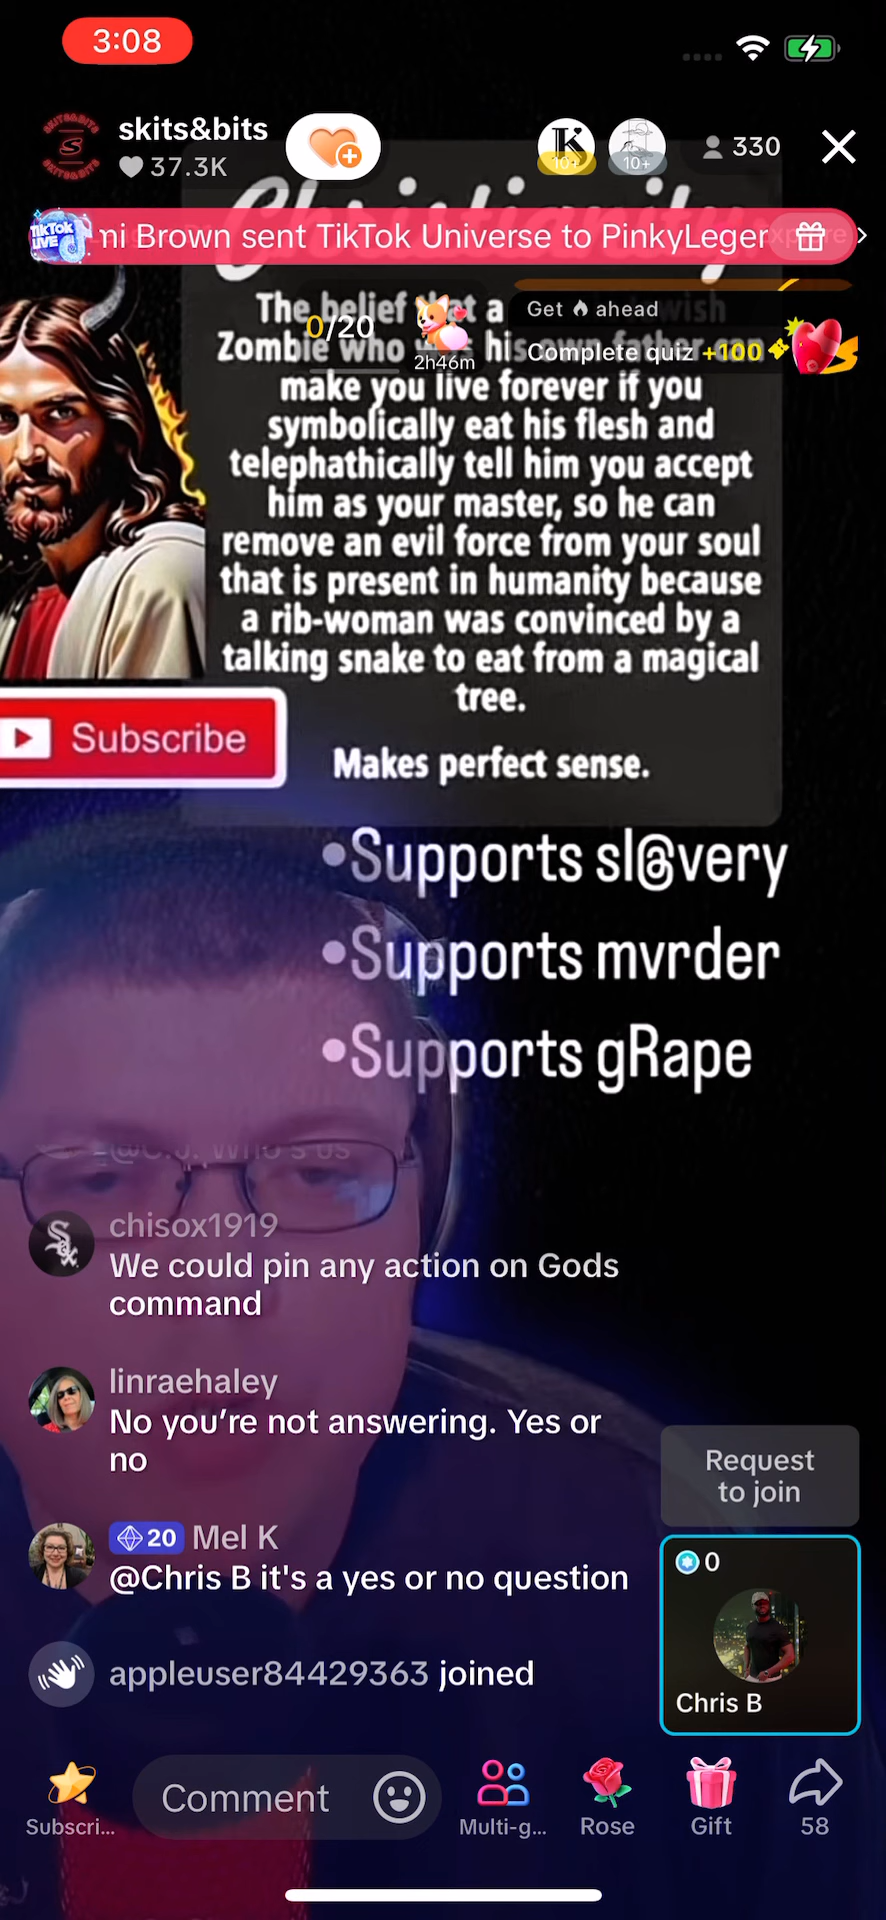 3:08
skits&bits
37.3K
10+
10+
330
Christianity
TikTok
LIVE
ni Brown sent TikTok Universe to PinkyLeger
The belief that a
0/20
2h46m
Get ahead
Complete quiz +100
Zombie who
make you live forever if you
symbolically eat his flesh and
telephathically tell him you accept
him as your master, so he can
remove an evil force from your soul
that is present in humanity because
a rib-woman was convinced by a
talking snake to eat from a magical
tree.
Makes perfect sense.
Subscribe
•Supports sl@very
•Supports mvrder
•Supports gRape
chisox1919
We could pin any action on Gods
command
linraehaley
No you're not answering. Yes or
no
20 Mel K
@Chris B it's a yes or no question
appleuser84429363 joined
Request
to join
0
Chris B
Subscri...
Comment
Multi-g...
Rose
Gift
58